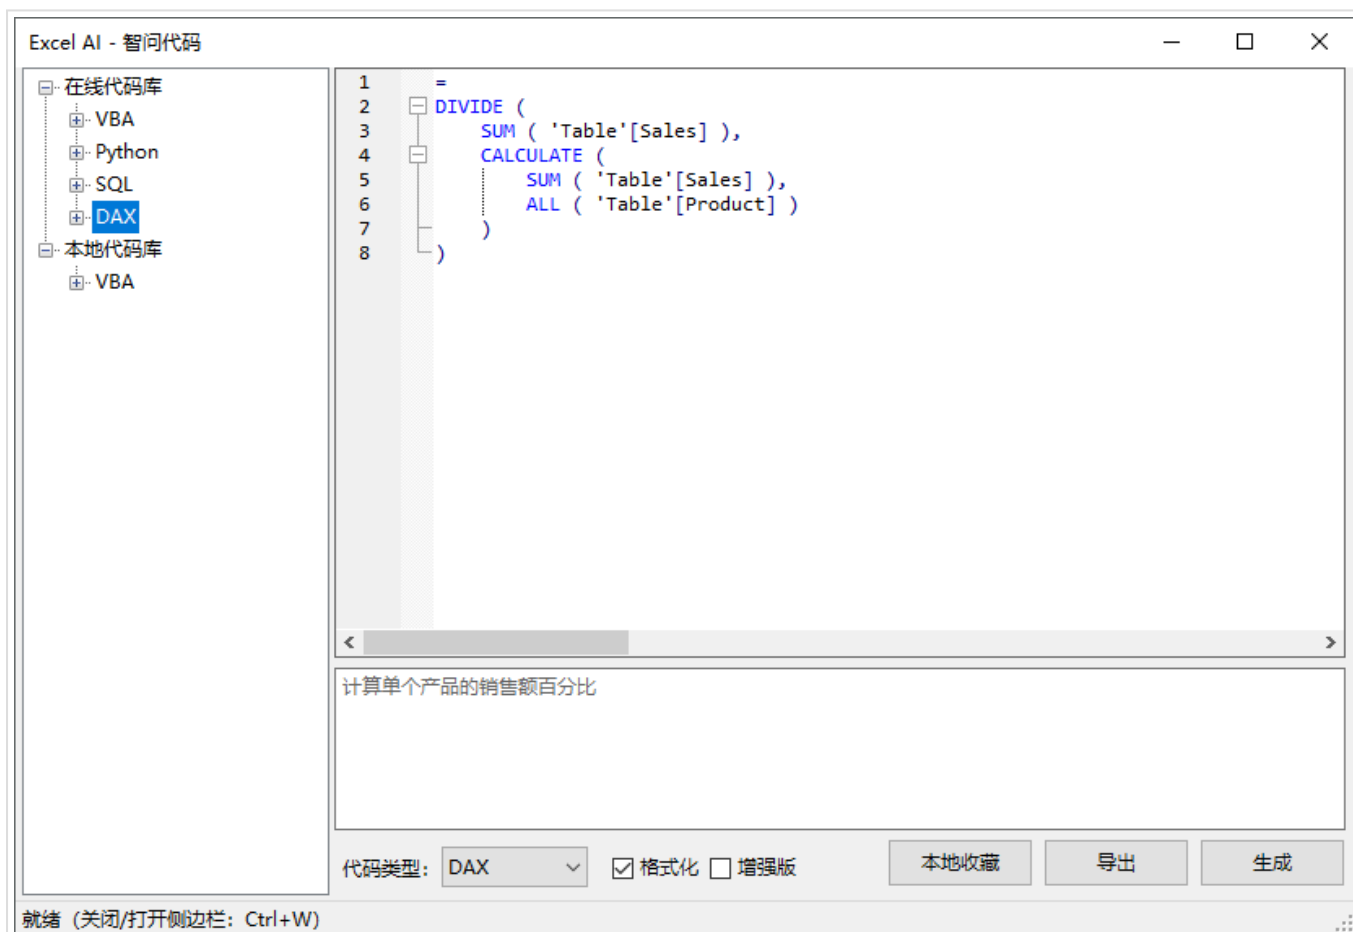 Excel AI - 智问代码
在线代码库
VBA
Python
SQL
DAX
本地代码库
VBA
1 =
2 DIVIDE (
3 SUM ( 'Table'[Sales] ),
4 CALCULATE (
5 SUM ( 'Table'[Sales] ),
6 ALL ( 'Table'[Product] )
7 )
8 )
计算单个产品的销售额百分比
代码类型: DAX 格式化 增强版 本地收藏 导出 生成
就绪 (关闭/打开侧边栏: Ctrl+W)